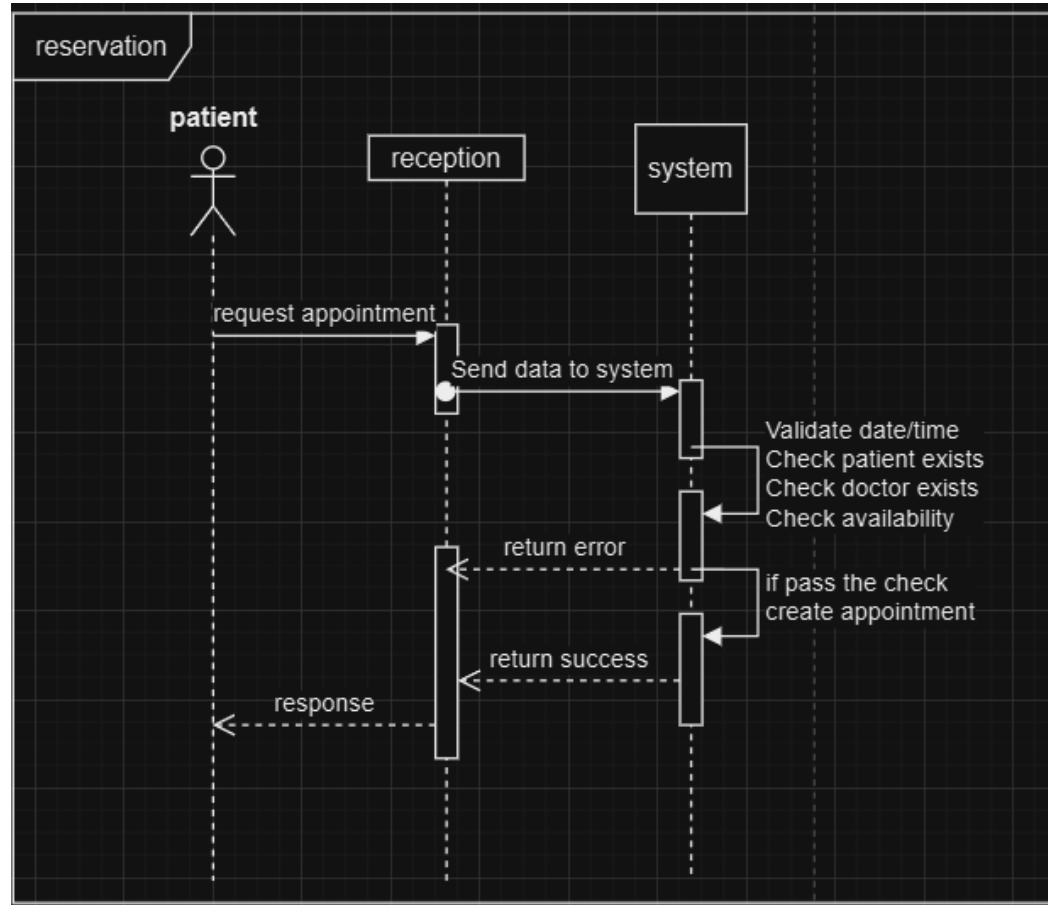 reservation
patient
reception
system
request appointment
Send data to system
Validate date/time
Check patient exists
Check doctor exists
Check availability
return error
if pass the check
create appointment
return success
response